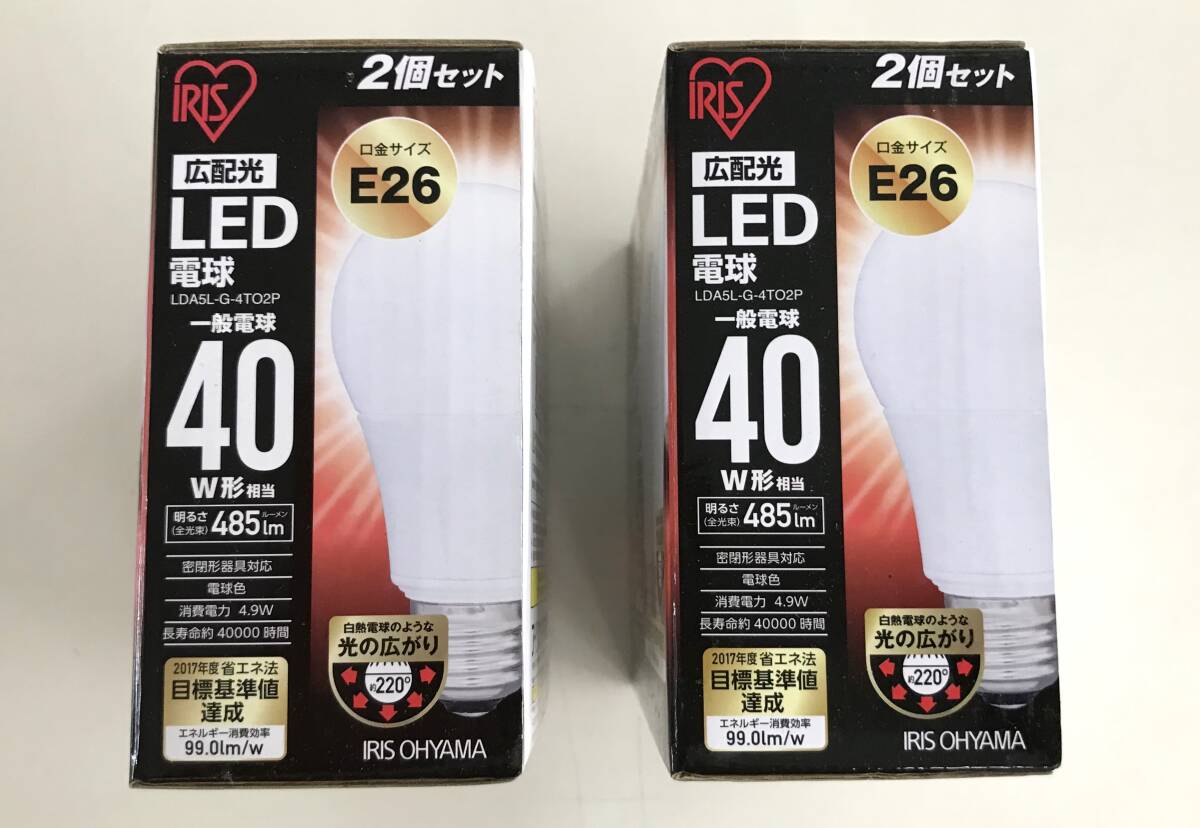 IRIS
2個セット
広配光
LED
電球
LDA5L-G-4TO2P
口金サイズ
E26
一般電球
40
W形相当
明るさ
(全光束)
485lm
ルーメン
密閉形器具対応
電球色
消費電力 4.9W
長寿命約 40000 時間
2017年度 省エネ法
目標基準値
達成
エネルギー消費効率
99.0lm/w
白熱電球のような
光の広がり
約220°
IRIS OHYAMA
IRIS
2個セット
広配光
LED
電球
LDA5L-G-4TO2P
口金サイズ
E26
一般電球
40
W形相当
明るさ
(全光束)
485lm
ルーメン
密閉形器具対応
電球色
消費電力 4.9W
長寿命約 40000 時間
2017年度 省エネ法
目標基準値
達成
エネルギー消費効率
99.0lm/w
白熱電球のような
光の広がり
約220°
IRIS OHYAMA